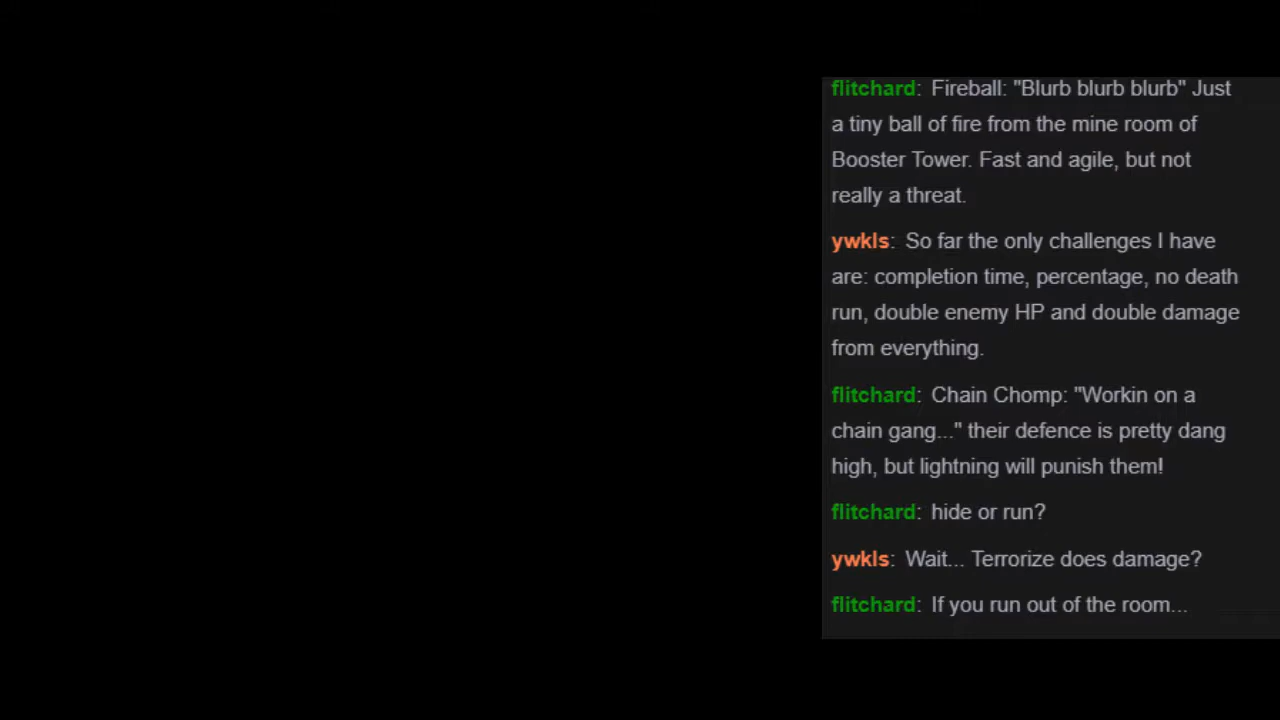 flitchard: Fireball: "Blurb blurb blurb" Just
a tiny ball of fire from the mine room of
Booster Tower. Fast and agile, but not
really a threat.
ywkls: So far the only challenges I have
are: completion time, percentage, no death
run, double enemy HP and double damage
from everything.
flitchard: Chain Chomp: "Workin on a
chain gang..." their defence is pretty dang
high, but lightning will punish them!
flitchard: hide or run?
ywkls: Wait... Terrorize does damage?
flitchard: If you run out of the room...